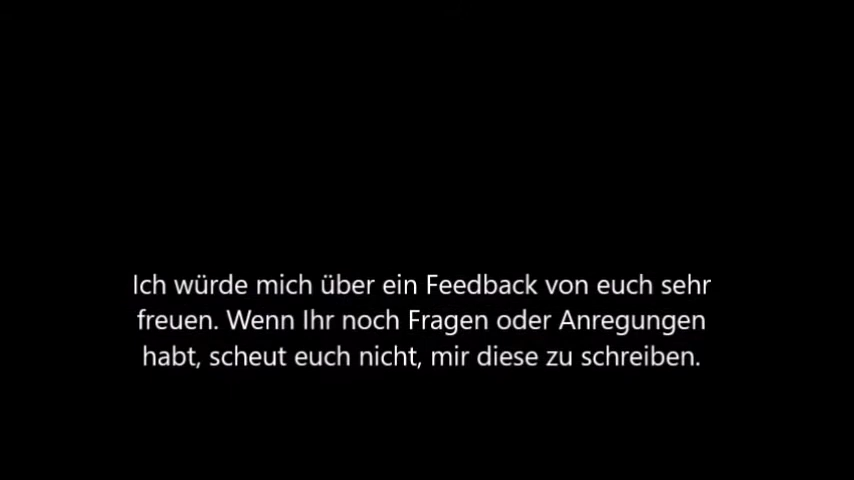 Ich würde mich über ein Feedback von euch sehr
freuen. Wenn Ihr noch Fragen oder Anregungen
habt, scheut euch nicht, mir diese zu schreiben.